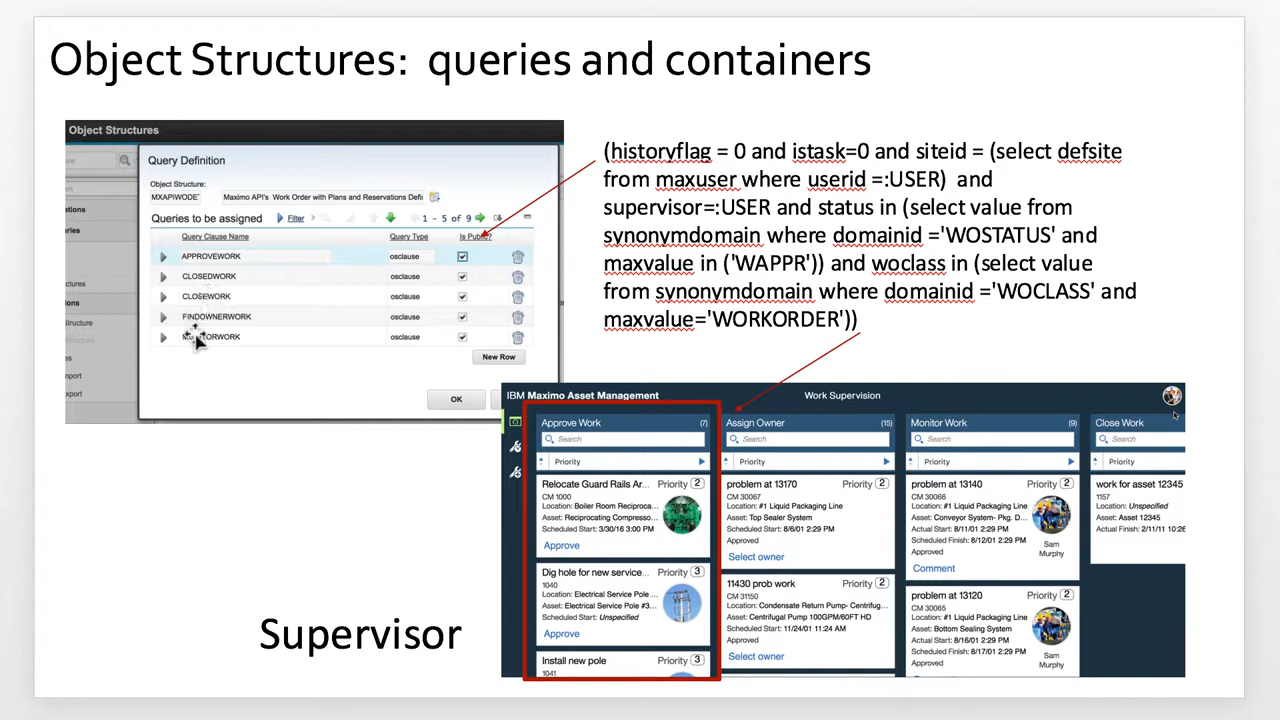 Object Structures: queries and containers
Object Structures
Query Definition
Object Structure:
Maximo API's Work Order with Plans and Reservations Defi
Queries to be assigned
Filter
1 - 5 of 9
Query Clause Name
Query Type
Is Public?
APPROVEWORK
osclause
CLOSEDWORK
osclause
CLOSEWORK
osclause
FINDOWNERWORK
osclause
osclause
New Row
OK
(historyflag = 0 and istask=0 and siteid = (select defsite
from maxuser where userid =:USER) and
supervisor=:USER and status in (select value from
synonymdomain where domainid ='WOSTATUS' and
maxvalue in ('WAPPR')) and woclass in (select value
from synonymdomain where domainid ='WOCLASS' and
maxvalue='WORKORDER'))
IBM Maximo Asset Management
Work Supervision
Approve Work (7)
Search
Priority
Relocate Guard Rails Ar... Priority 2
CM 1000
Location: Boiler Room Reciproca...
Asset: Reciprocating Compresso...
Scheduled Start: 3/30/16 3:00 PM
Approve
Dig hole for new service... Priority 3
1040
Location: Electrical Service Pole ...
Asset: Electrical Service Pole #3...
Scheduled Start: Unspecified
Approve
Install new pole Priority 3
1041
Assign Owner (15)
Search
Priority
problem at 13170 Priority 2
CM 30067
Location: #1 Liquid Packaging Line
Asset: Top Sealer System
Scheduled Start: 8/6/01 2:29 PM
Approved
Select owner
11430 prob work Priority 2
CM 31150
Location: Condensate Return Pump- Centrifug...
Asset: Centrifugal Pump 100GPM/60FT HD
Scheduled Start: 11/24/01 11:24 AM
Approved
Select owner
Monitor Work (9)
Search
Priority
problem at 13140 Priority 2
CM 30066
Location: #1 Liquid Packaging Line
Asset: Conveyor System- Pkg. D...
Actual Start: 8/11/01 2:29 PM
Scheduled Finish: 8/12/01 2:29 PM
Approved
Sam
Murphy
Comment
problem at 13120 Priority 2
CM 30065
Location: #1 Liquid Packaging Line
Asset: Bottom Sealing System
Actual Start: 8/16/01 2:29 PM
Scheduled Finish: 8/17/01 2:29 PM
Approved
Sam
Murphy
Close Work
Search
Priority
work for asset 12345
1157
Location: Unspecified
Asset: Asset 12345
Actual Finish: 2/11/11 10:26
Supervisor